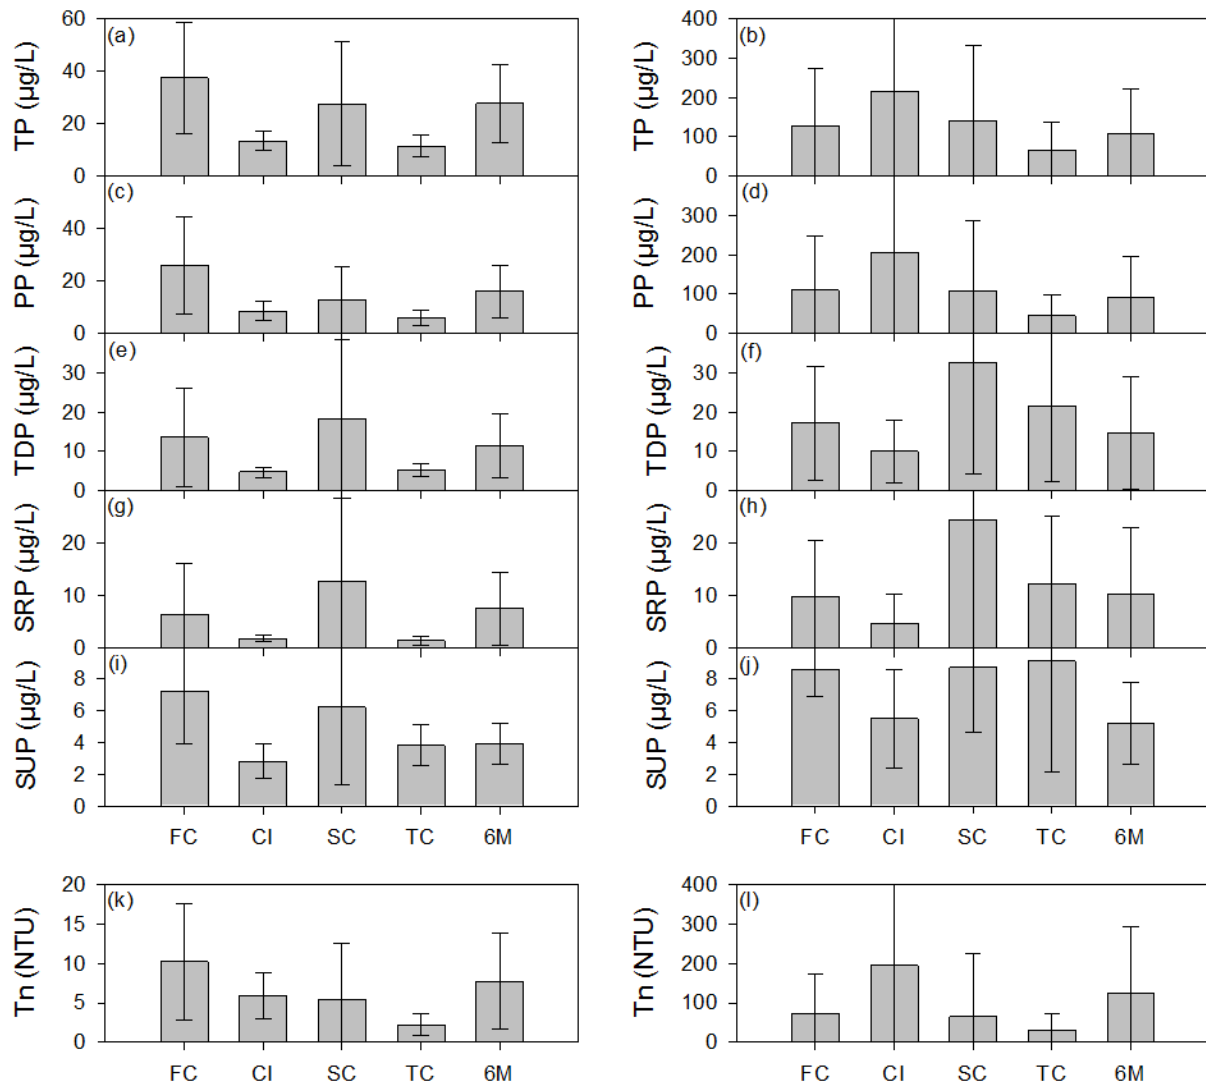 (a)
TP (µg/L)
60
40
20
0
(b)
TP (µg/L)
400
300
200
100
0
(c)
PP (µg/L)
40
20
0
(d)
PP (µg/L)
300
200
100
0
(e)
TDP (µg/L)
30
20
10
0
(f)
TDP (µg/L)
30
20
10
0
(g)
SRP (µg/L)
20
10
0
(h)
SRP (µg/L)
20
10
0
(i)
SUP (µg/L)
8
6
4
2
0
FC CI SC TC 6M
(j)
SUP (µg/L)
8
6
4
2
0
FC CI SC TC 6M
(k)
Tn (NTU)
20
15
10
5
0
FC CI SC TC 6M
(l)
Tn (NTU)
400
300
200
100
0
FC CI SC TC 6M